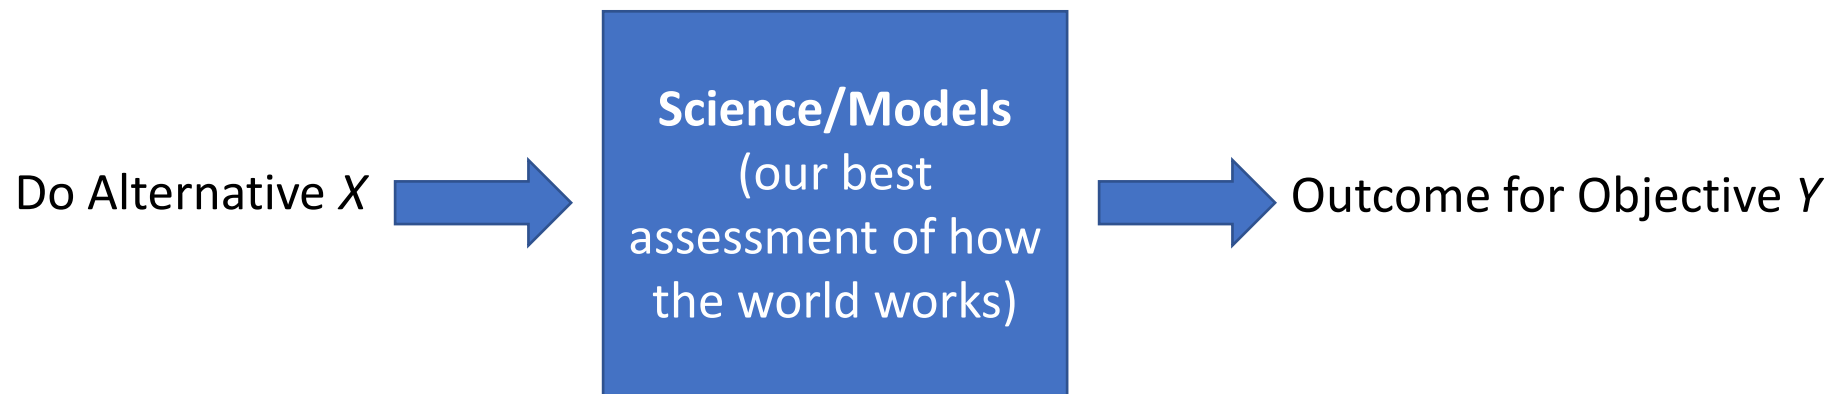 Do Alternative X
Science/Models
(our best
assessment of how
the world works)
Outcome for Objective Y